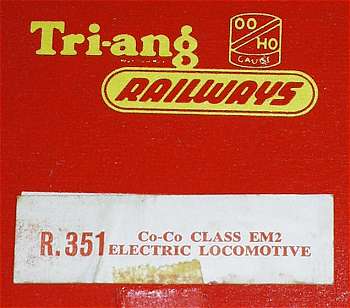 Tri-ang
OO
HO
GAUGE
RAILWAYS
R.351
Co-Co CLASS EM2
ELECTRIC LOCOMOTIVE